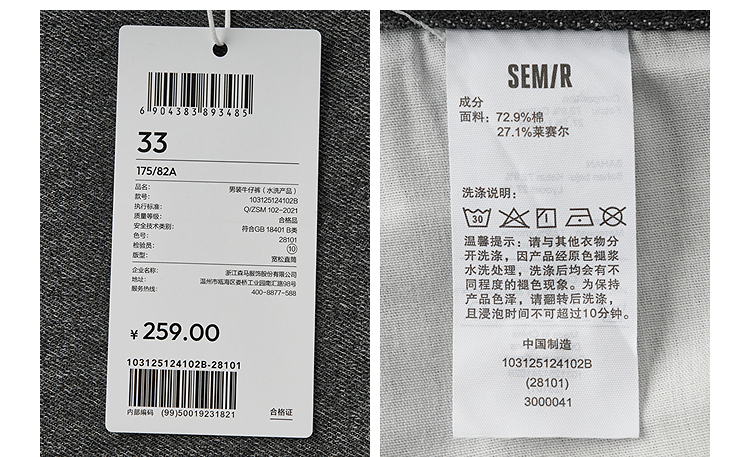 6 904383 893485
33
175/82A
品名: 男装牛仔裤（水洗产品）
款号: 103125124102B
执行标准: Q/ZSM 102-2021
质量等级: 合格品
安全技术类别: 符合GB 18401 B类
色号: 28101
检验员: 10
版型: 宽松直筒
企业名称: 浙江森马服饰股份有限公司
地址: 温州市瓯海区娄桥工业园南汇路98号
服务热线: 400-8877-588
¥ 259.00
103125124102B-28101
内部编码 (99)50019231821 合格证
SEM/R
成分
面料: 72.9%棉
27.1%莱赛尔
洗涤说明:
温馨提示: 请与其他衣物分
开洗涤, 因产品经原色褪浆
水洗处理, 洗涤后均会有不
同程度的褪色现象。为保持
产品色泽, 请翻转后洗涤,
且浸泡时间不可超过10分钟。
中国制造
103125124102B
(28101)
3000041